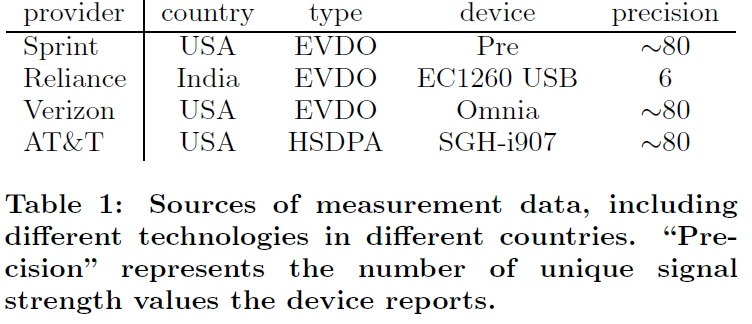 provider country type device precision
Sprint USA EVDO Pre ∼80
Reliance India EVDO EC1260 USB 6
Verizon USA EVDO Omnia ∼80
AT&T USA HSDPA SGH-i907 ∼80
Table 1: Sources of measurement data, including
different technologies in different countries. “Pre-
cision” represents the number of unique signal
strength values the device reports.